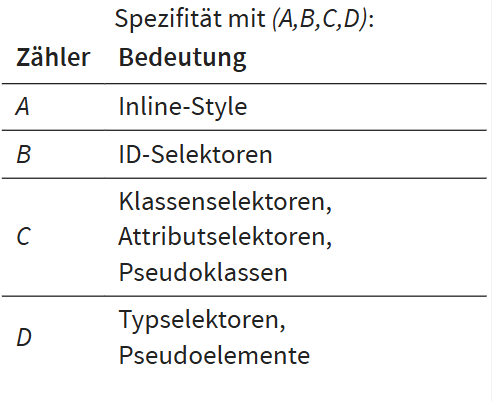 Spezifität mit (A,B,C,D):
Zähler Bedeutung
A Inline-Style
B ID-Selektoren
Klassenselektoren,
C Attributselektoren,
Pseudoklassen
D Typselektoren,
Pseudoelemente